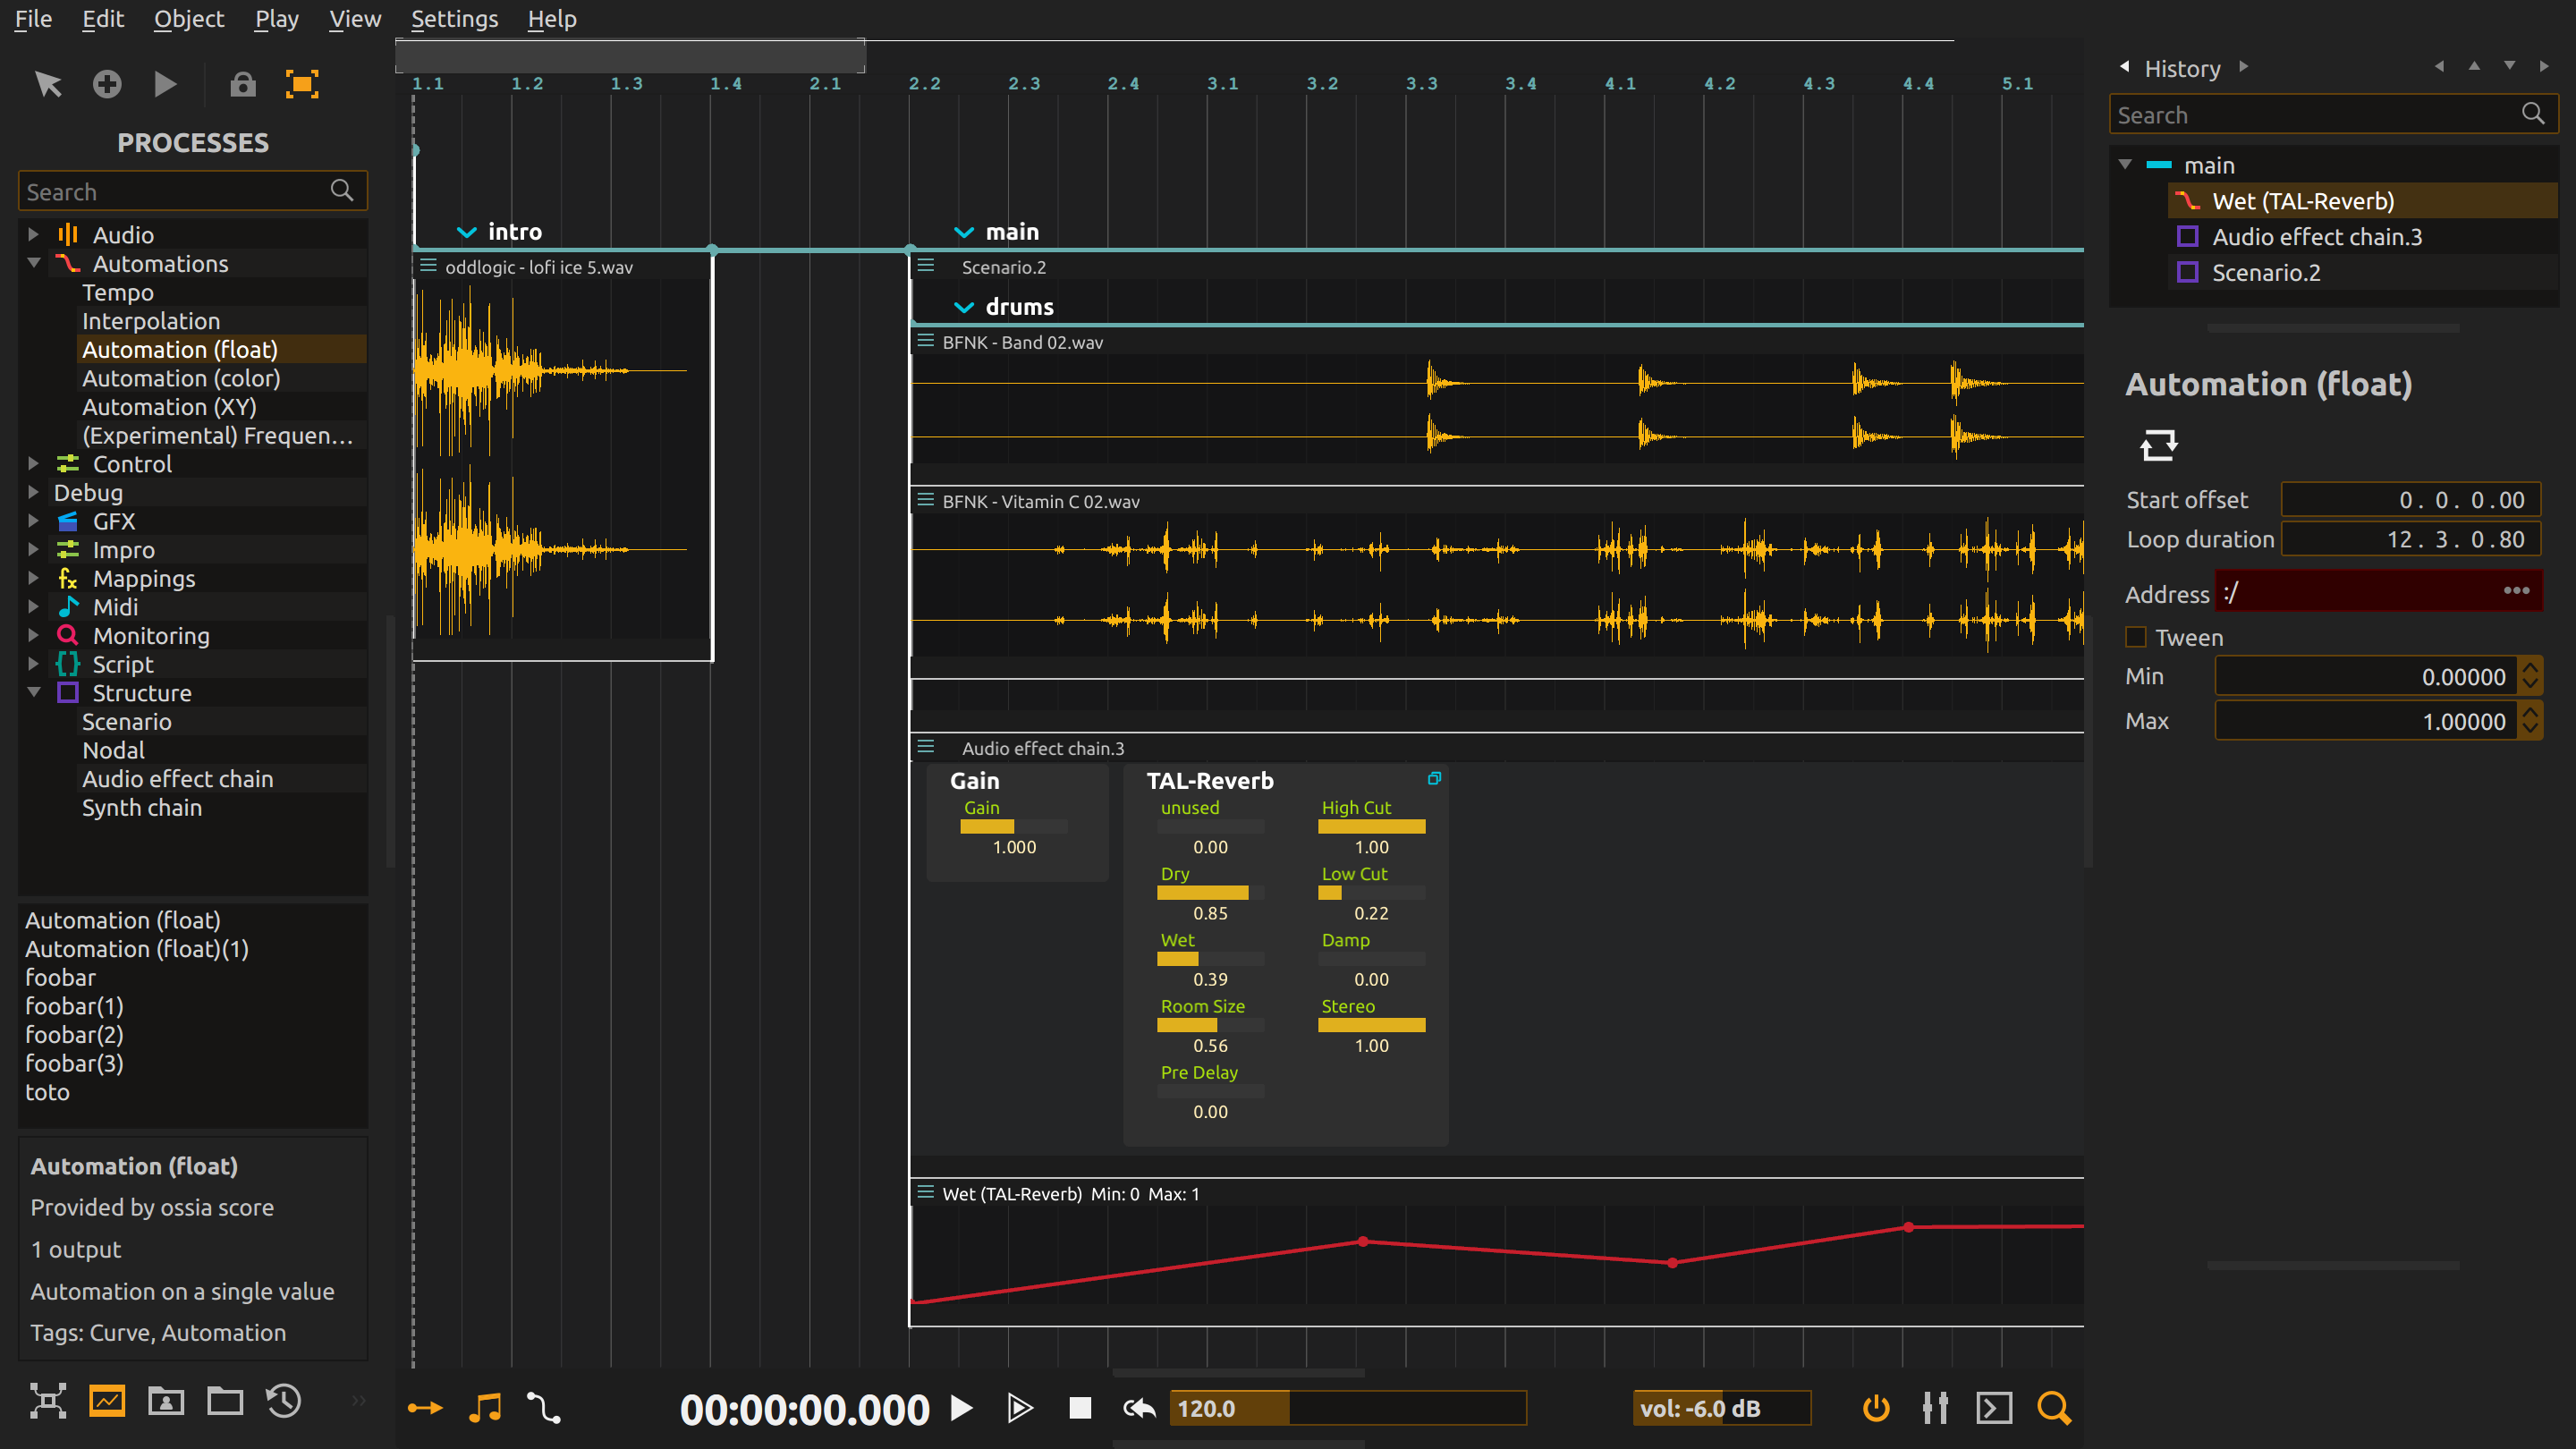 File Edit Object Play View Settings Help
PROCESSES
Search
Audio
Automations
Tempo
Interpolation
Automation (float)
Automation (color)
Automation (XY)
(Experimental) Frequen...
Control
Debug
GFX
Impro
Mappings
Midi
Monitoring
Script
Structure
Scenario
Nodal
Audio effect chain
Synth chain
Automation (float)
Automation (float)(1)
foobar
foobar(1)
foobar(2)
foobar(3)
toto
Automation (float)
Provided by ossia score
1 output
Automation on a single value
Tags: Curve, Automation
1.1 1.2 1.3 1.4 2.1 2.2 2.3 2.4 3.1 3.2 3.3 3.4 4.1 4.2 4.3 4.4 5.1
intro
oddlogic - lofi ice 5.wav
main
Scenario.2
drums
BFNK - Band 02.wav
BFNK - Vitamin C 02.wav
Audio effect chain.3
Gain
Gain
1.000
TAL-Reverb
unused High Cut
0.00 1.00
Dry Low Cut
0.85 0.22
Wet Damp
0.39 0.00
Room Size Stereo
0.56 1.00
Pre Delay
0.00
Wet (TAL-Reverb) Min: 0 Max: 1
00:00:00.000
120.0
vol: -6.0 dB
History
Search
main
Wet (TAL-Reverb)
Audio effect chain.3
Scenario.2
Automation (float)
Start offset 0. 0. 0.00
Loop duration 12. 3. 0.80
Address :/
Tween
Min 0.00000
Max 1.00000